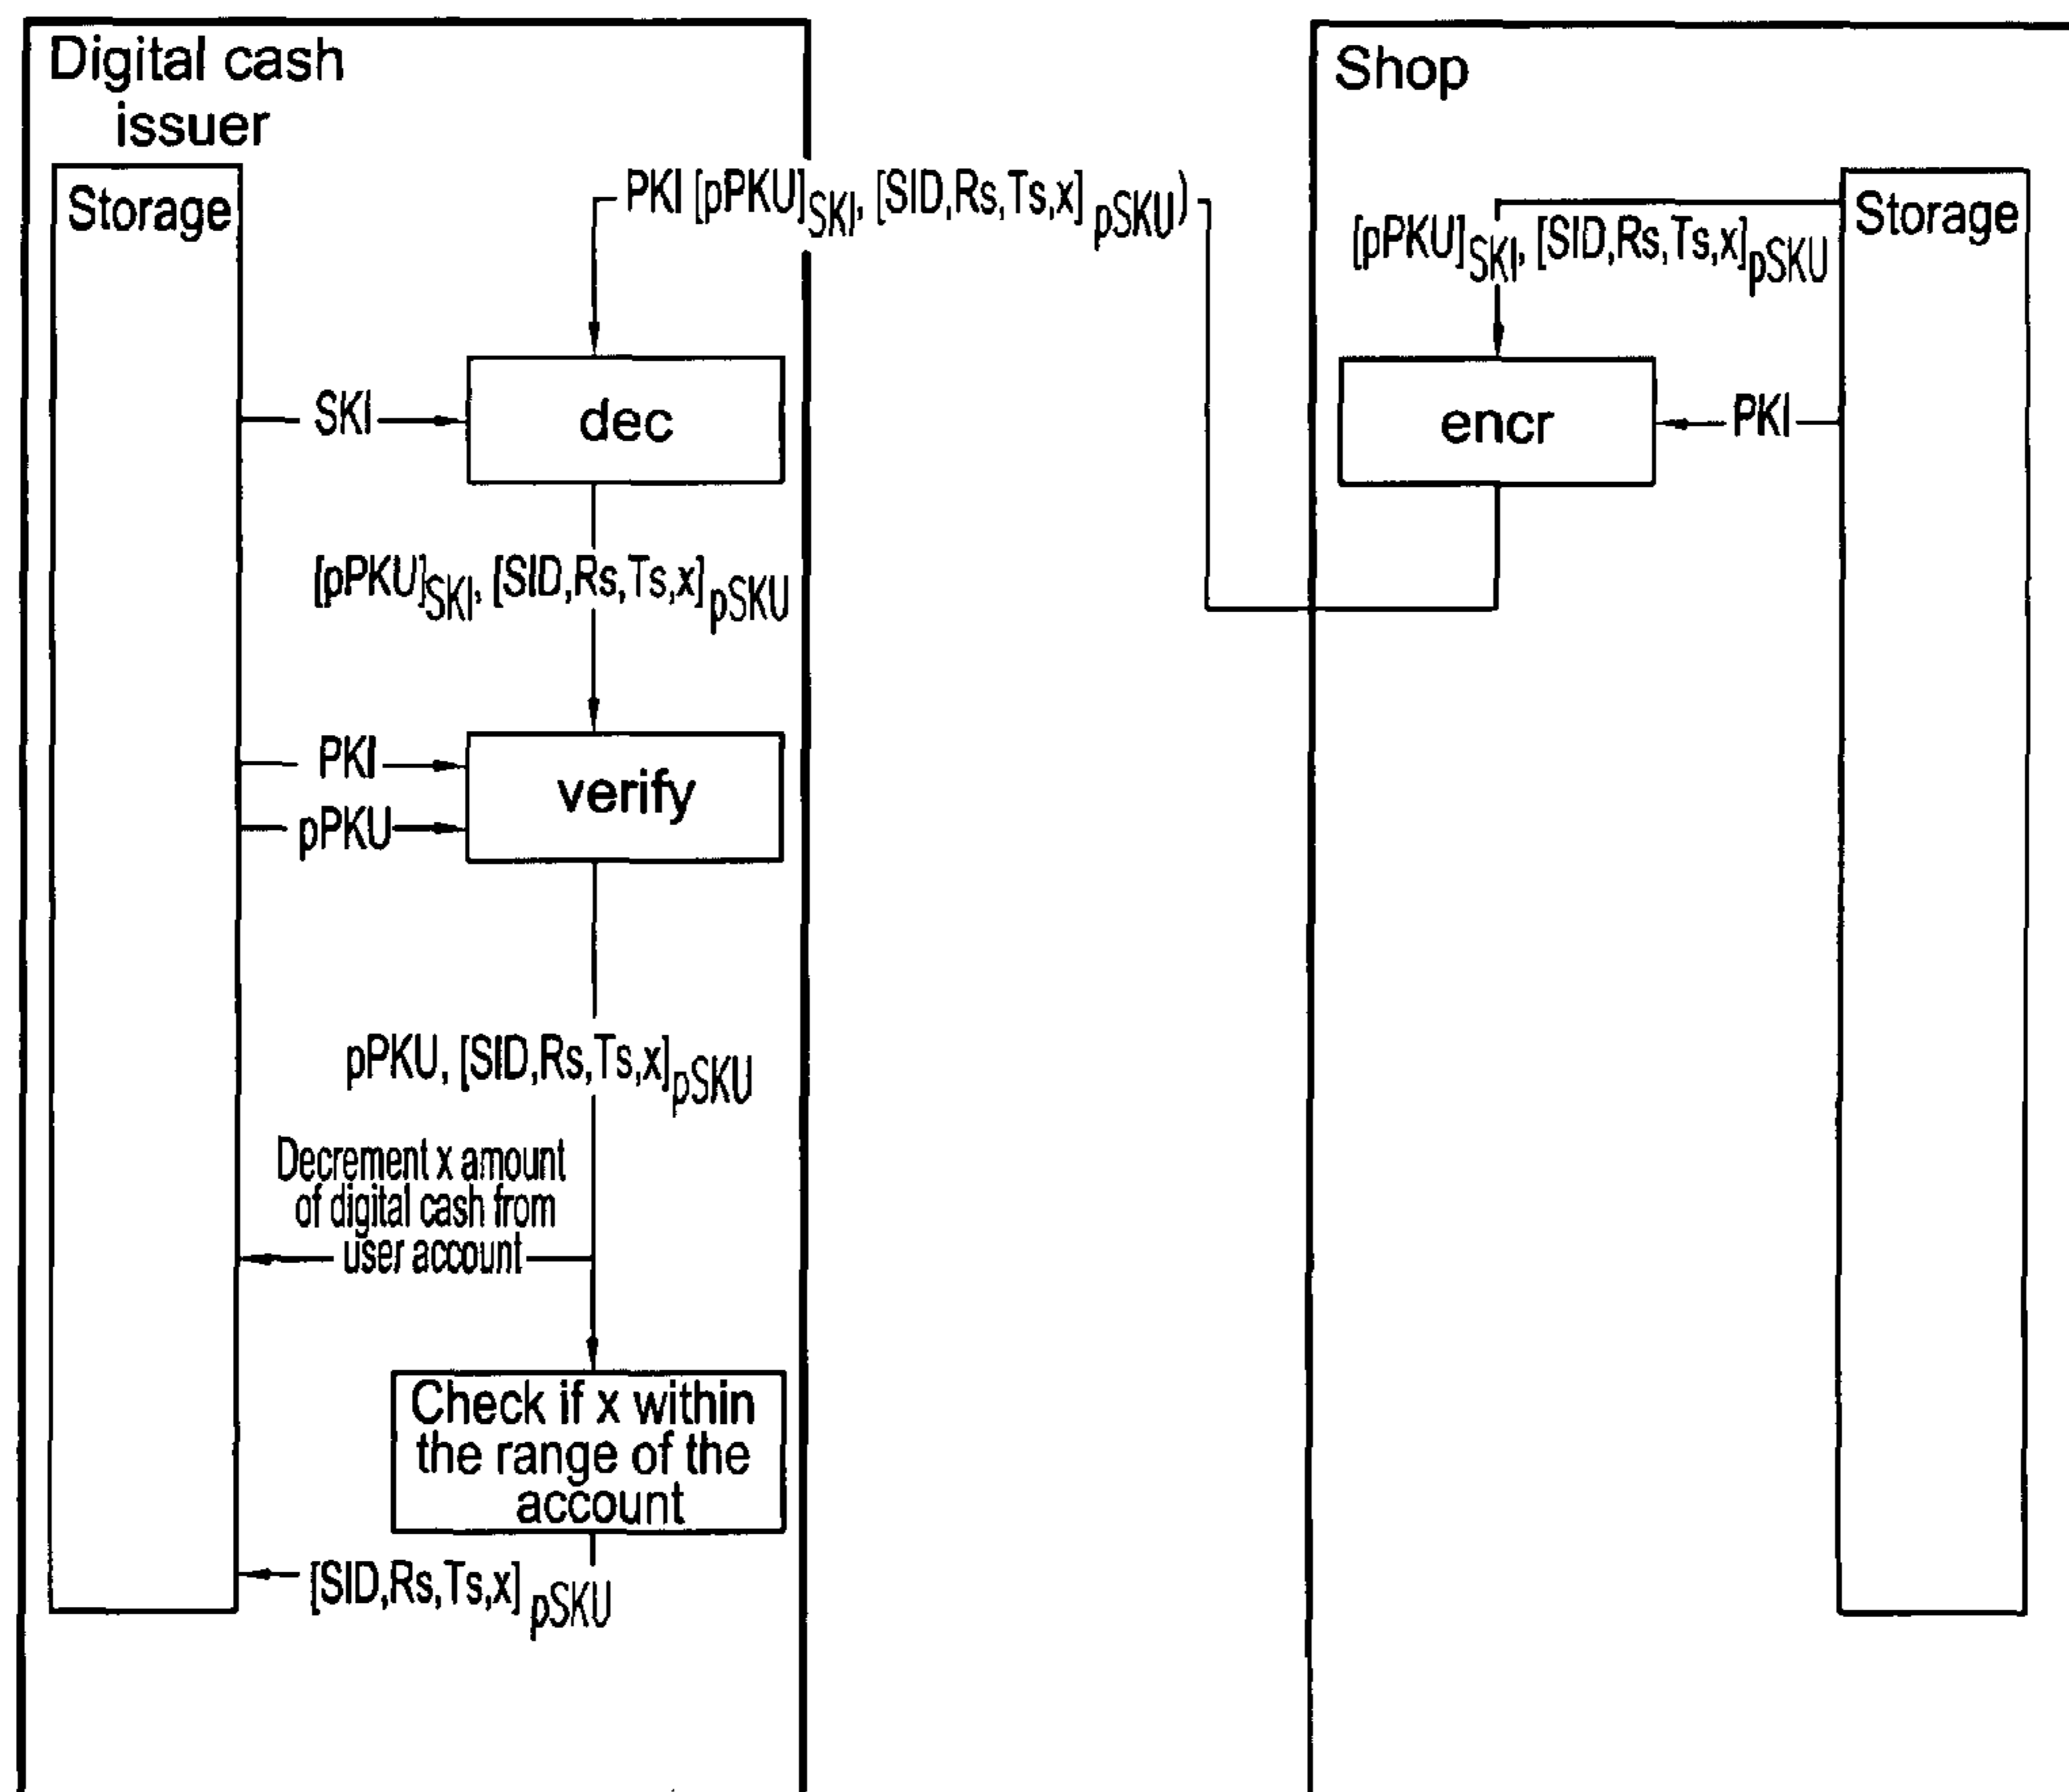 Digital cash
issuer
Storage
PKI [pPKU]SKI, [SID,Rs,Ts,x] pSKU)
SKI
dec
[pPKU]SKI, [SID,Rs,Ts,x]pSKU
PKI
pPKU
verify
pPKU, [SID,Rs,Ts,x]pSKU
Decrement x amount
of digital cash from
user account
Check if x within
the range of the
account
[SID,Rs,Ts,x] pSKU
Shop
Storage
[pPKU]SKI, [SID,Rs,Ts,x]pSKU
encr
PKI